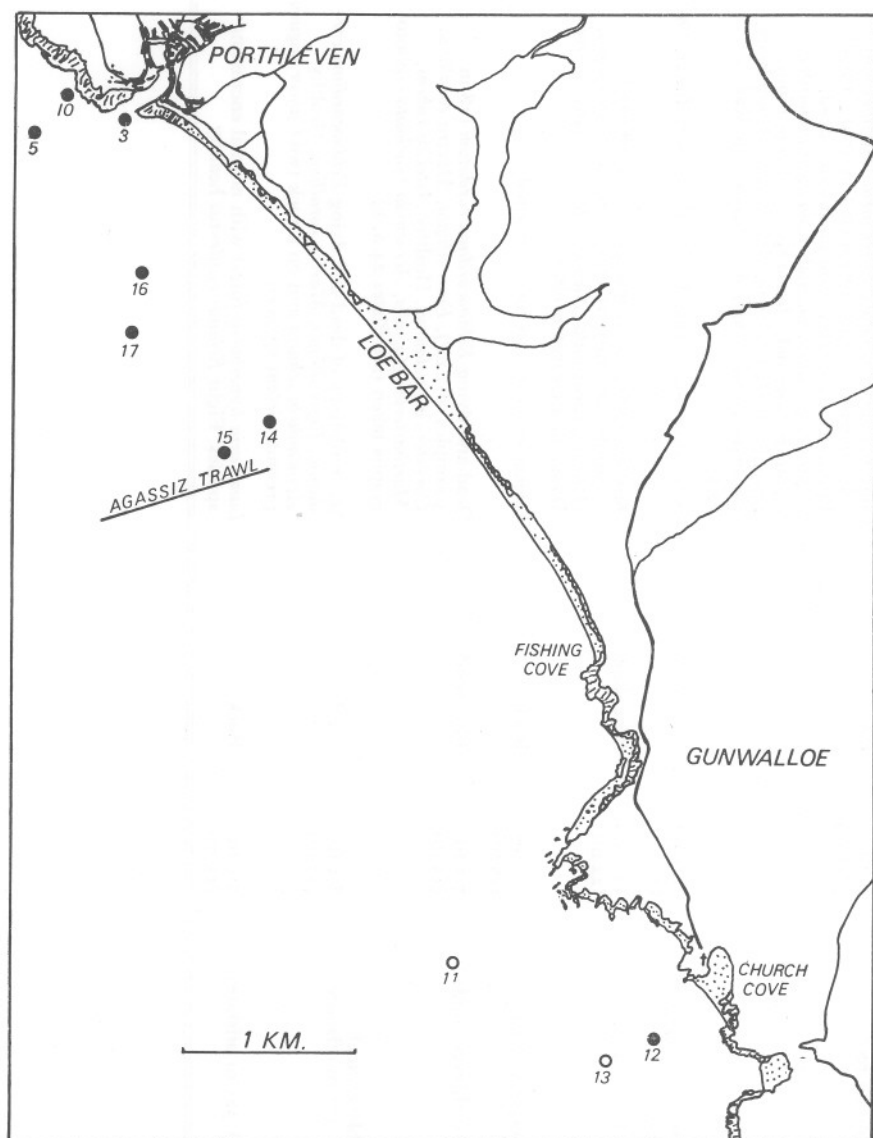 PORTHLEVEN
10
3
5
16
17
LOE BAR
14
15
AGASSIZ TRAWL
FISHING
COVE
GUNWALLOE
11
CHURCH
COVE
1 KM.
12
13